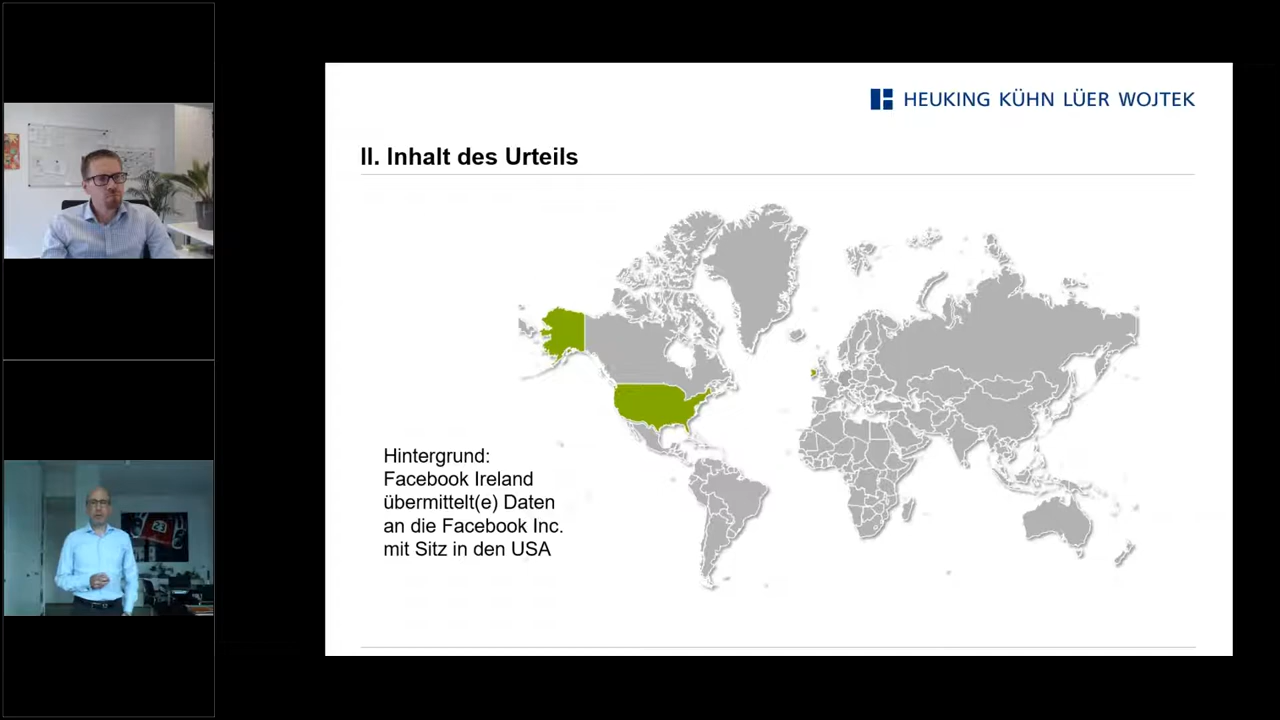 HEUKING KÜHN LÜER WOJTEK
II. Inhalt des Urteils
Hintergrund:
Facebook Ireland
übermittelt(e) Daten
an die Facebook Inc.
mit Sitz in den USA